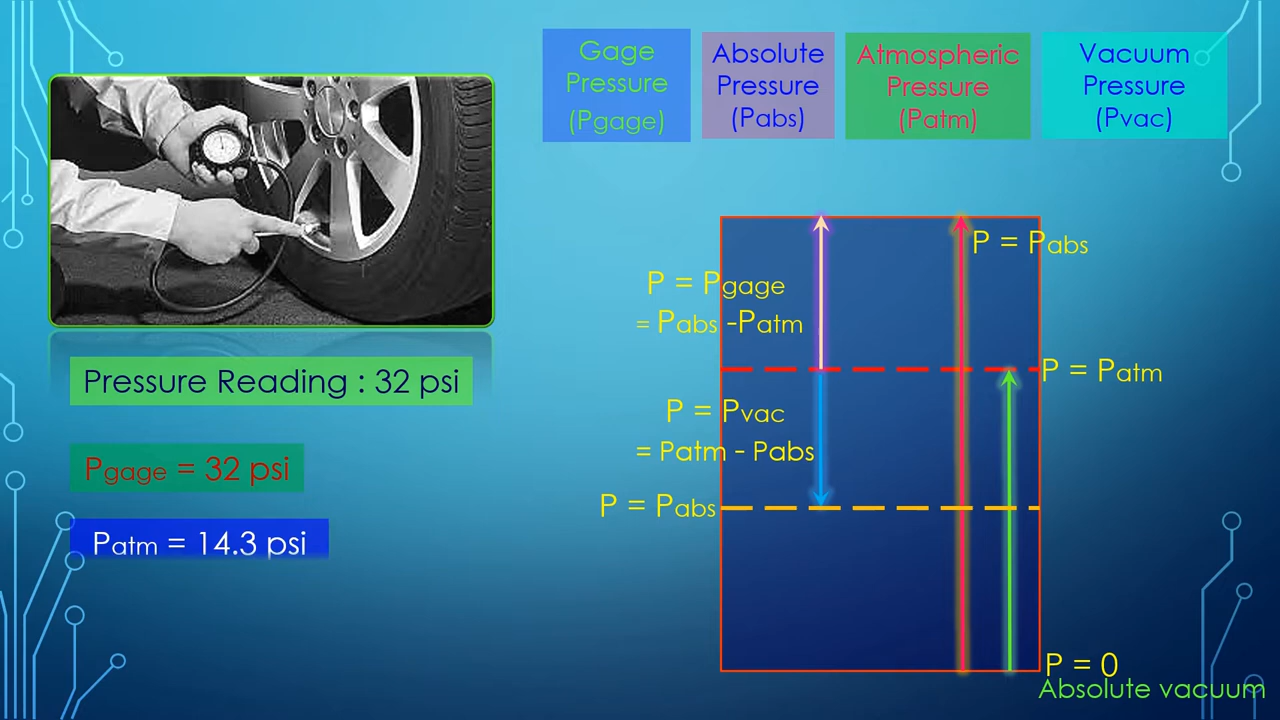 Gage
Pressure
(Pgage)
Absolute
Pressure
(Pabs)
Atmospheric
Pressure
(Patm)
Vacuum
Pressure
(Pvac)
Pressure Reading : 32 psi
Pgage = 32 psi
Patm = 14.3 psi
P = Pabs
P = Pgage
= Pabs -Patm
P = Patm
P = Pvac
= Patm - Pabs
P = Pabs
P = 0
Absolute vacuum